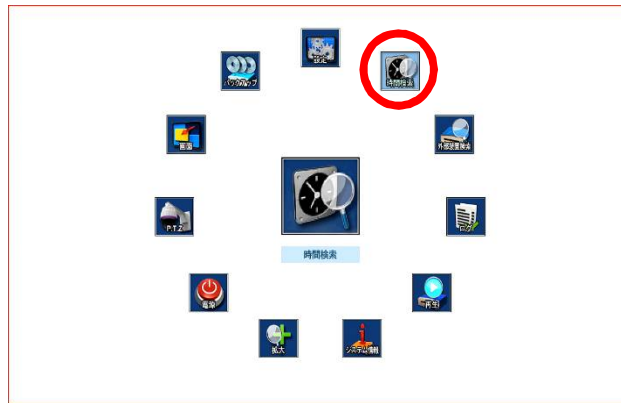 設定
バックアップ
時間検索
画面
外部装置検索
P.T.Z
ログ
時間検索
電源
再生
拡大
システム情報